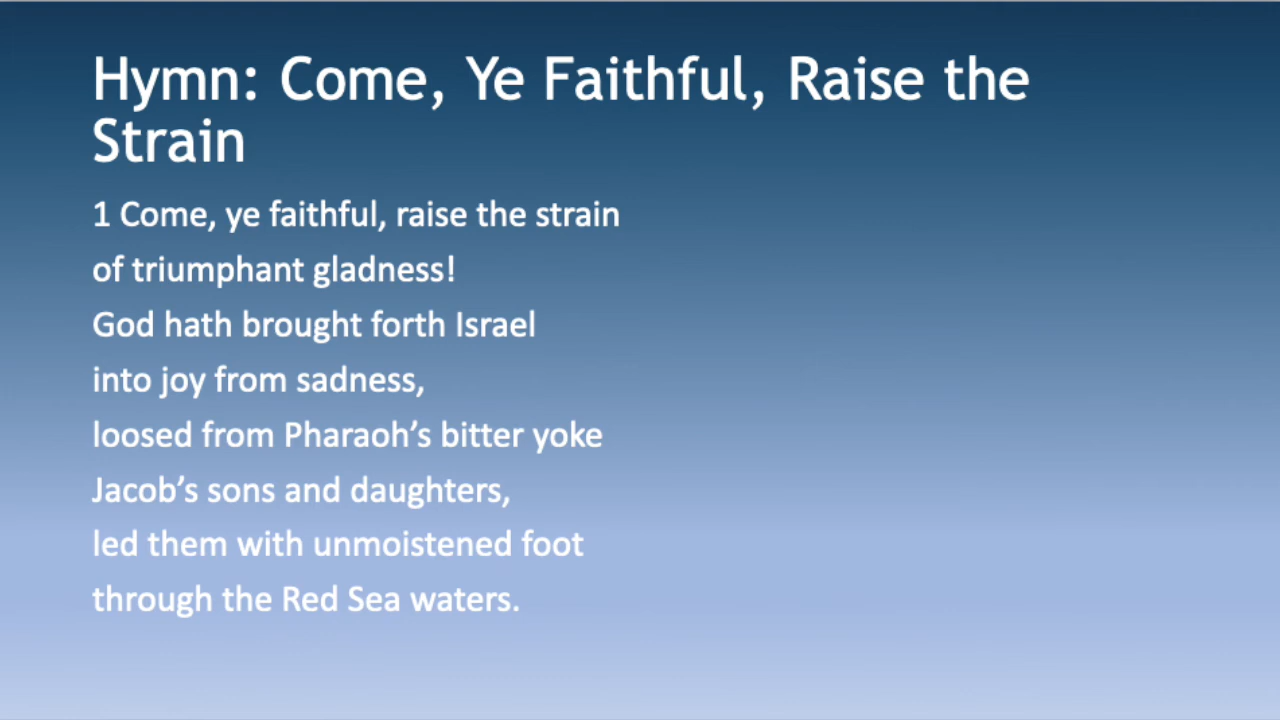 Hymn: Come, Ye Faithful, Raise the
Strain
1 Come, ye faithful, raise the strain
of triumphant gladness!
God hath brought forth Israel
into joy from sadness,
loosed from Pharaoh’s bitter yoke
Jacob’s sons and daughters,
led them with unmoistened foot
through the Red Sea waters.